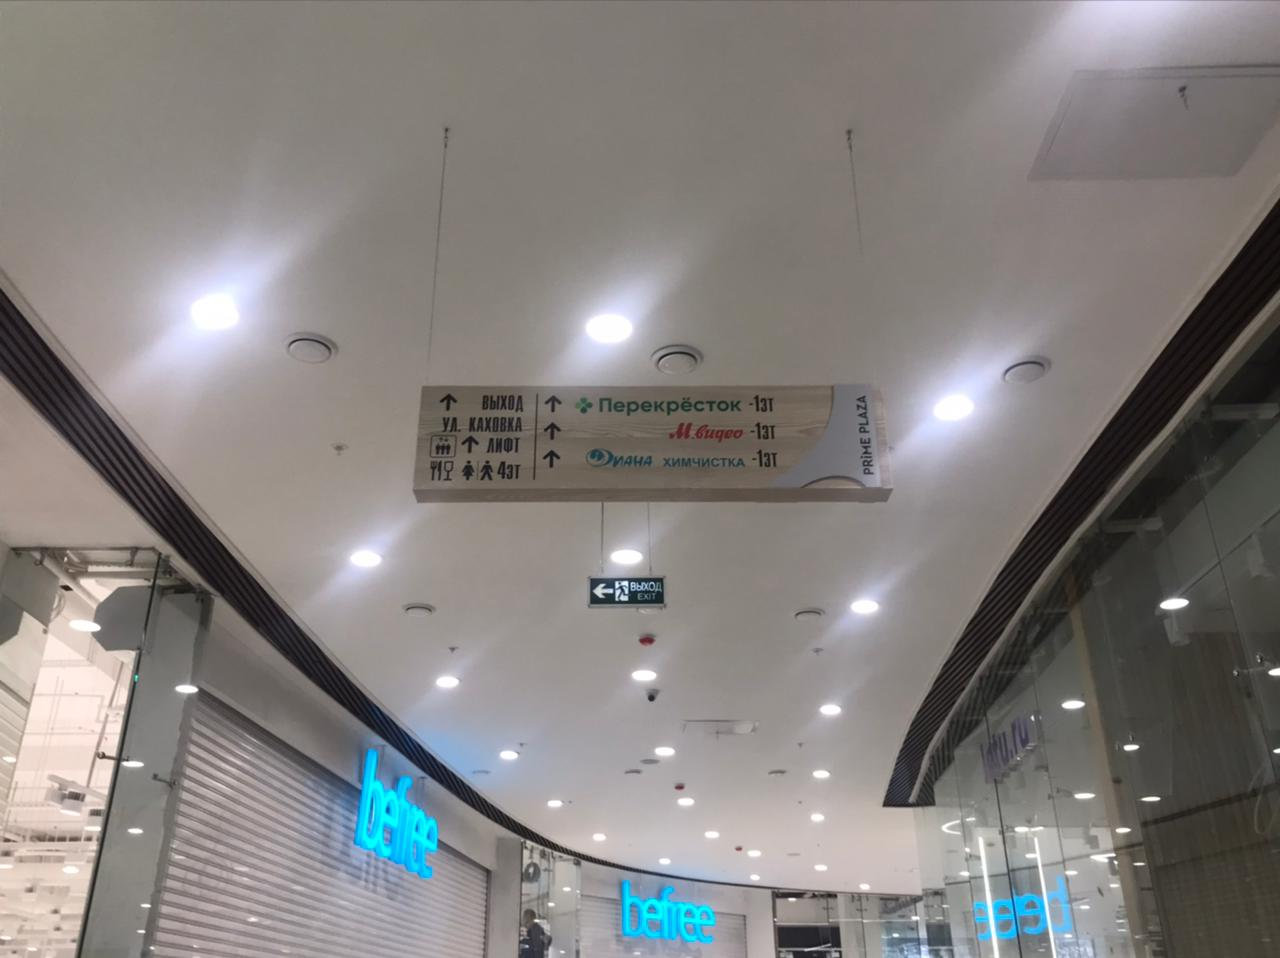 ВЫХОД
УЛ. КАХОВКА
ЛИФТ
4ЭТ
Перекрёсток -1ЭТ
М.видео -1ЭТ
Диана ХИМЧИСТКА -1ЭТ
PRIME PLAZA
ВЫХОД
EXIT
befree
befree